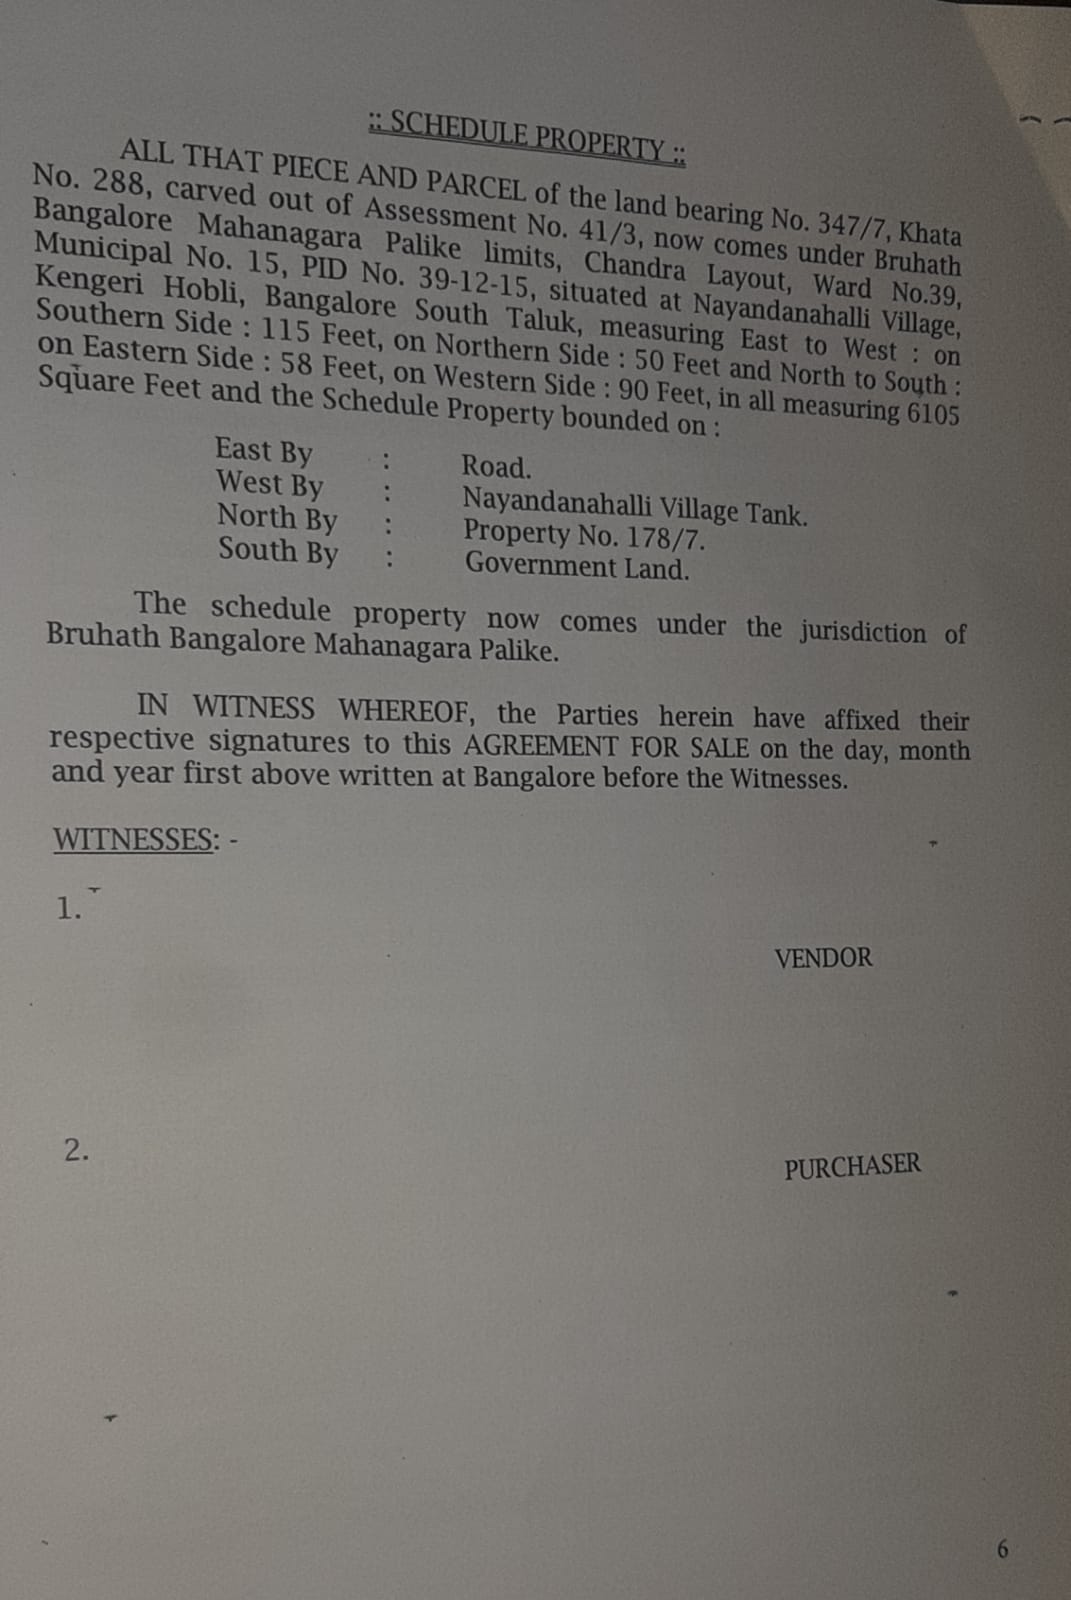 :: SCHEDULE PROPERTY ::
ALL THAT PIECE AND PARCEL of the land bearing No. 347/7, Khata
No. 288, carved out of Assessment No. 41/3, now comes under Bruhath
Bangalore Mahanagara Palike limits, Chandra Layout, Ward No.39,
Municipal No. 15, PID No. 39-12-15, situated at Nayandanahalli Village,
Kengeri Hobli, Bangalore South Taluk, measuring East to West : on
Southern Side : 115 Feet, on Northern Side : 50 Feet and North to South :
on Eastern Side : 58 Feet, on Western Side : 90 Feet, in all measuring 6105
Square Feet and the Schedule Property bounded on :
East By : Road.
West By : Nayandanahalli Village Tank.
North By : Property No. 178/7.
South By : Government Land.
The schedule property now comes under the jurisdiction of
Bruhath Bangalore Mahanagara Palike.
IN WITNESS WHEREOF, the Parties herein have affixed their
respective signatures to this AGREEMENT FOR SALE on the day, month
and year first above written at Bangalore before the Witnesses.
WITNESSES: -
1.
VENDOR
2.
PURCHASER
6